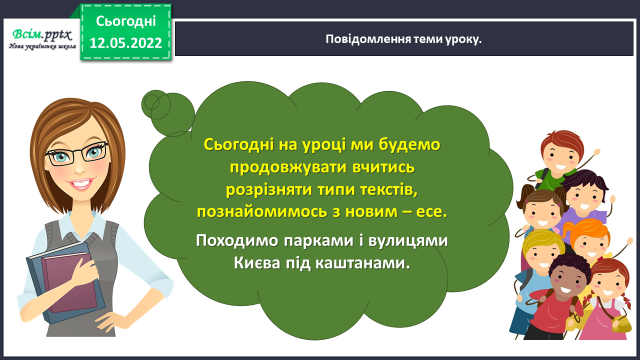 Всім.pptx
Нова українська школа
Сьогодні
12.05.2022
Повідомлення теми уроку.
Сьогодні на уроці ми будемо
продовжувати вчитись
розрізняти типи текстів,
познайомимось з новим – есе.
Походимо парками і вулицями
Києва під каштанами.